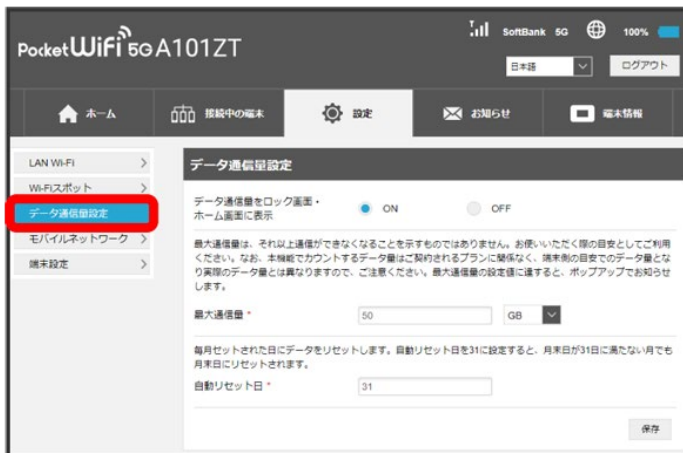 SoftBank 5G 100%
Pocket WiFi 5G A101ZT
日本語 ログアウト
ホーム 接続中の端末 設定 お知らせ 端末情報
LAN Wi-Fi
Wi-Fiスポット
データ通信量設定
モバイルネットワーク
端末設定
データ通信量設定
データ通信量をロック画面・
ホーム画面に表示
ON OFF
最大通信量は、それ以上通信ができなくなることを示すものではありません。お使いいただく際の目安としてご利用
ください。なお、本機能でカウントするデータ量はご契約されるプランに関係なく、端末側の目安でのデータ量とな
り実際のデータ量とは異なりますので、ご注意ください。最大通信量の設定値に達すると、ポップアップでお知らせ
します。
最大通信量 * 50 GB
毎月セットされた日にデータをリセットします。自動リセット日を31に設定すると、月末日が31日に満たない月でも
月末日にリセットされます。
自動リセット日 * 31
保存